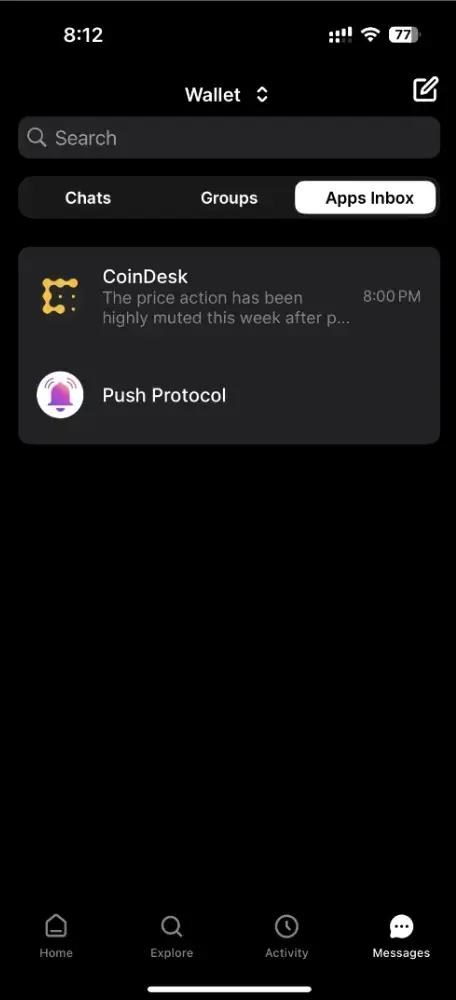 8:12
77
Wallet
Search
Chats
Groups
Apps Inbox
CoinDesk
The price action has been
highly muted this week after p...
8:00 PM
Push Protocol
Home
Explore
Activity
Messages